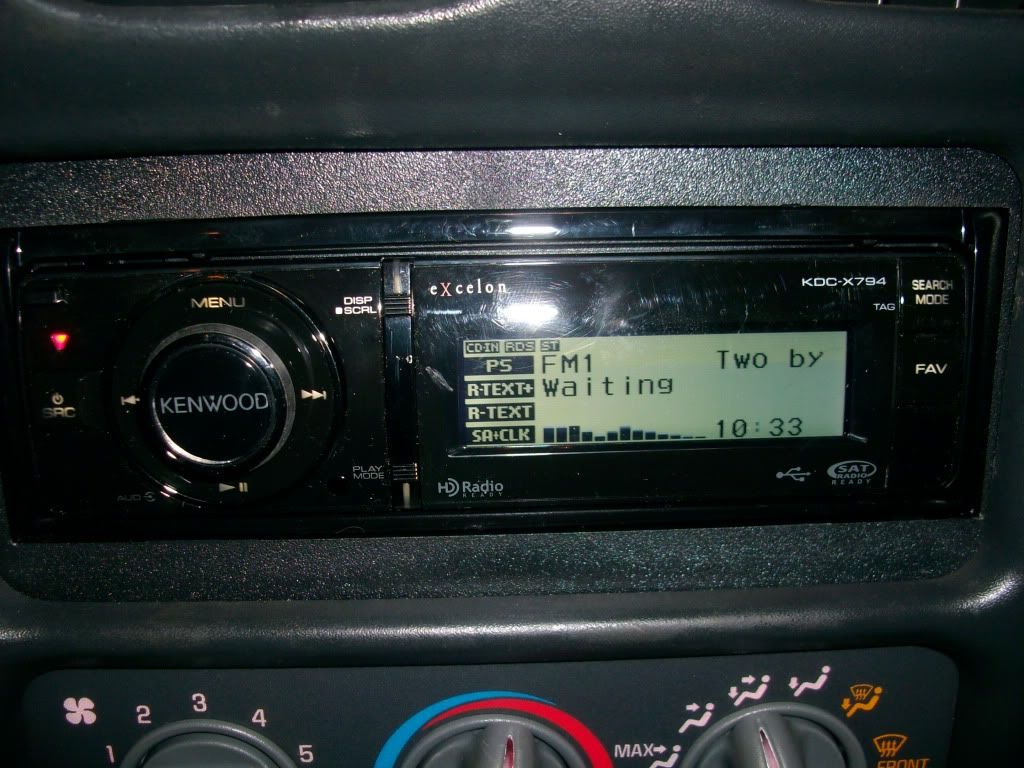 MENU
DISP
SCRL
SRC
KENWOOD
PLAY
MODE
AUD
eXcelon
KDC-X794
TAG
CD-IN RDS ST
PS FM1 Two by
R-TEXT+ Waiting
R-TEXT
SA+CLK 10:33
HD Radio
READY
SAT
RADIO
READY
SEARCH
MODE
FAV
1 2 3 4 5
MAX
FRONT